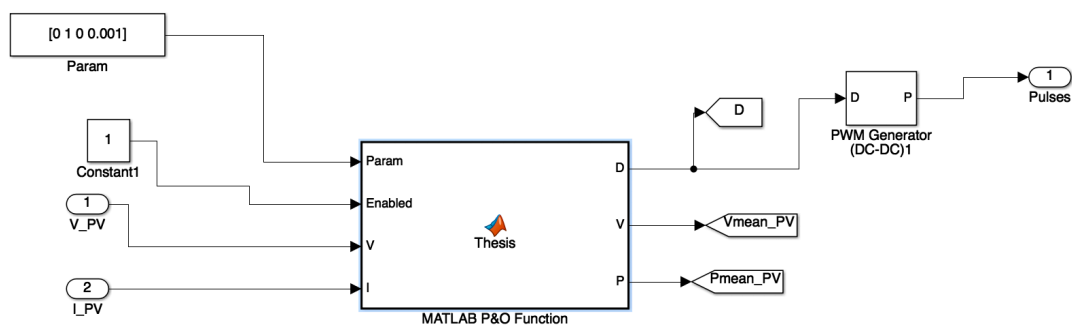 [0 1 0 0.001]
Param
1
Constant1
1
V_PV
2
I_PV
Param
Enabled
V
I
Thesis
D
V
P
MATLAB P&O Function
D
Vmean_PV
Pmean_PV
D
P
PWM Generator
(DC-DC)1
1
Pulses